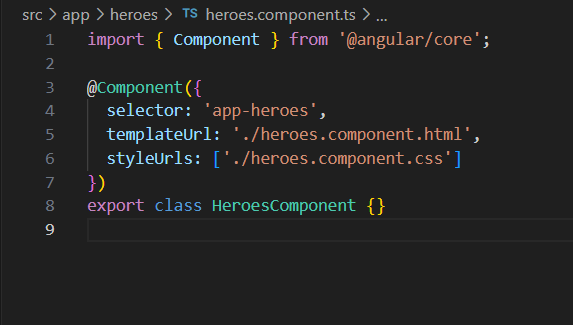 src > app > heroes > TS heroes.component.ts > ...
1 import { Component } from '@angular/core';
2
3 @Component({
4   selector: 'app-heroes',
5   templateUrl: './heroes.component.html',
6   styleUrls: ['./heroes.component.css']
7 })
8 export class HeroesComponent {}
9